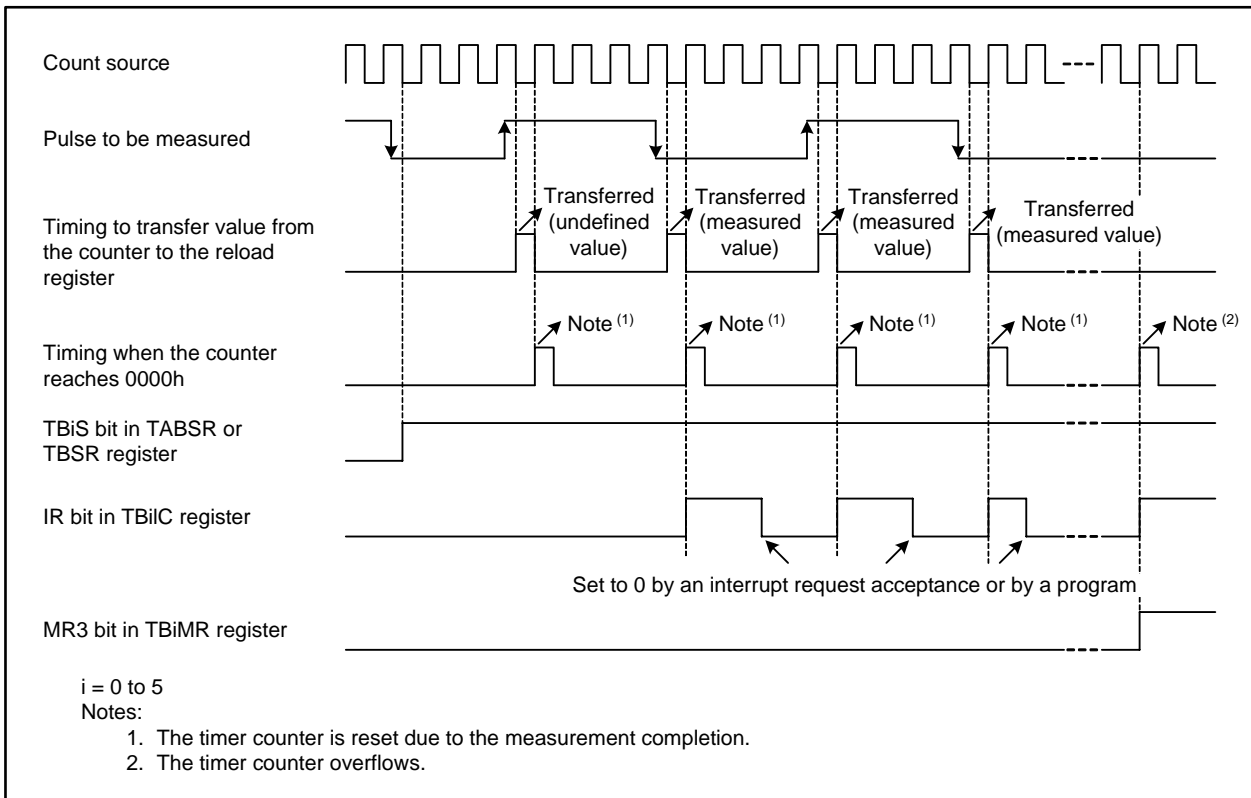 Count source
Pulse to be measured
Timing to transfer value from
the counter to the reload
register
Transferred
(undefined
value)
Transferred
(measured
value)
Transferred
(measured
value)
Transferred
(measured value)
Timing when the counter
reaches 0000h
Note (1)
Note (1)
Note (1)
Note (1)
Note (2)
TBiS bit in TABSR or
TBSR register
IR bit in TBiIC register
Set to 0 by an interrupt request acceptance or by a program
MR3 bit in TBiMR register
i = 0 to 5
Notes:
1. The timer counter is reset due to the measurement completion.
2. The timer counter overflows.